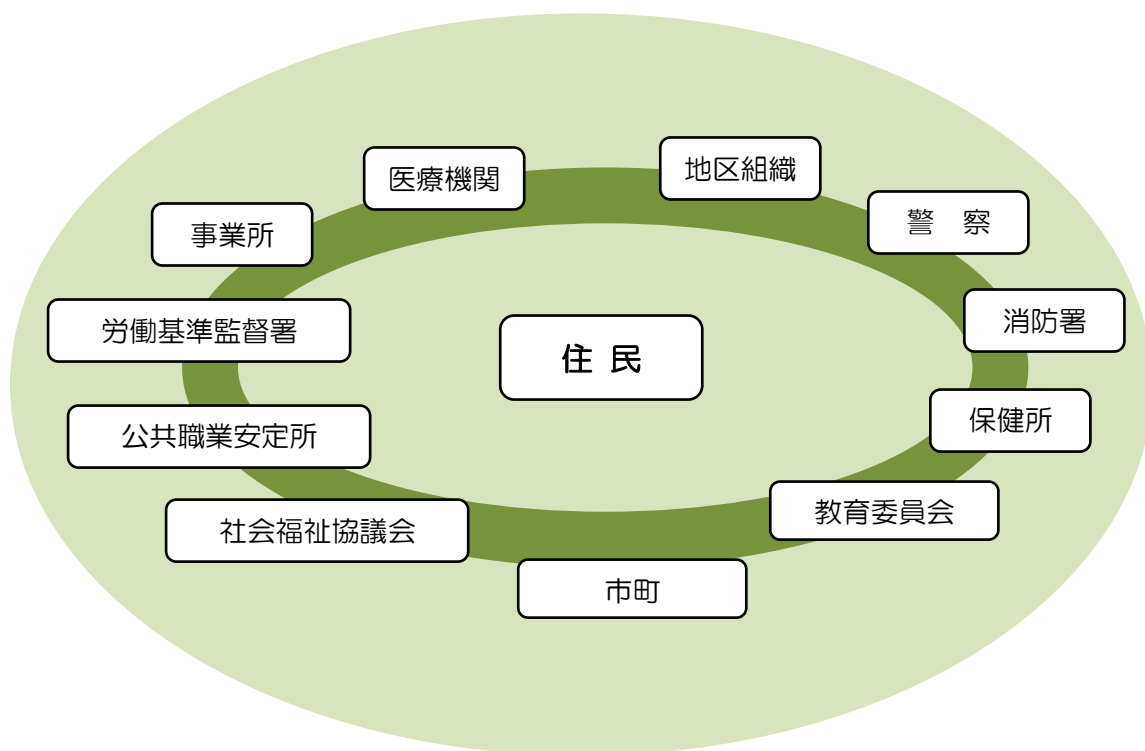 地区組織
医療機関
警　察
事業所
消防署
労働基準監督署
住 民
保健所
公共職業安定所
教育委員会
社会福祉協議会
市町